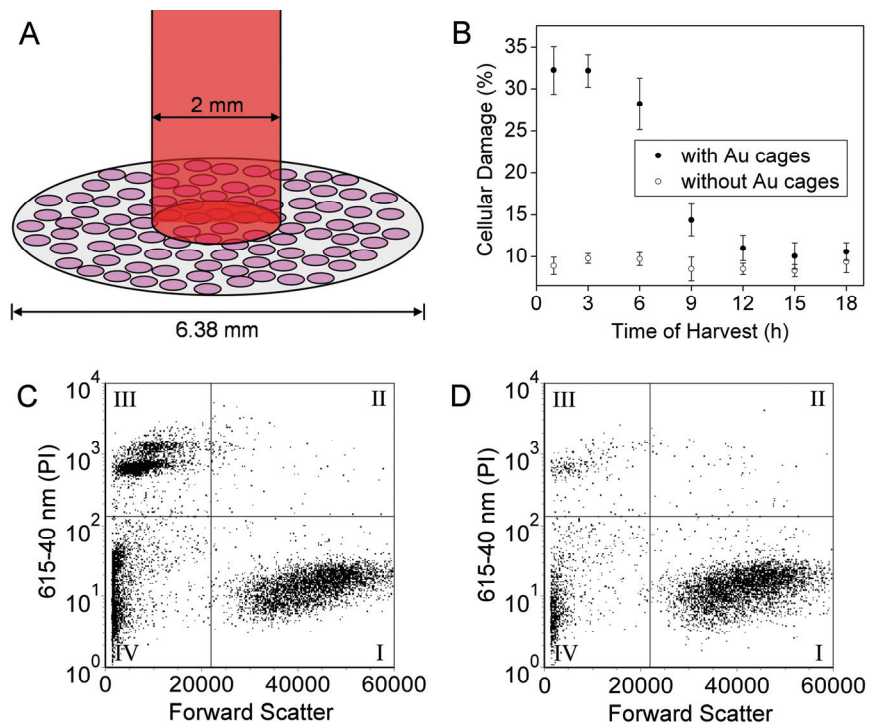 A
2 mm
6.38 mm
B
Cellular Damage (%)
35
30
25
20
15
10
with Au cages
without Au cages
0 3 6 9 12 15 18
Time of Harvest (h)
C
615-40 nm (PI)
10^4
10^3
10^2
10^1
10^0
III
II
IV
I
0 20000 40000 60000
Forward Scatter
D
615-40 nm (PI)
10^4
10^3
10^2
10^1
10^0
III
II
IV
I
0 20000 40000 60000
Forward Scatter